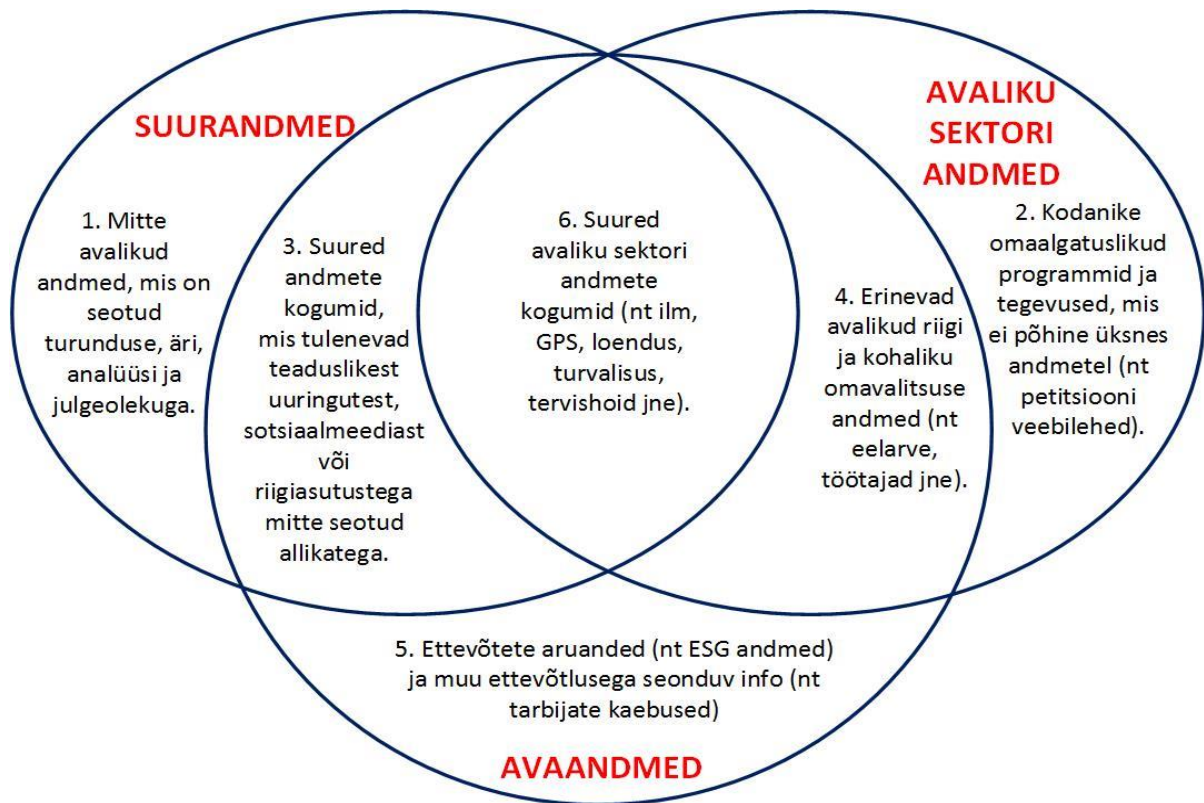 SUURANDMED
AVALIKU
SEKTORI
ANDMED
1. Mitte
avalikud
andmed, mis on
seotud
turunduse, äri,
analüüsi ja
julgeolekuga.
3. Suured
andmete
kogumid,
mis tulenevad
teaduslikest
uuringutest,
sotsiaalmeediast
või
riigiasutustega
mitte seotud
allikatega.
6. Suured
avaliku sektori
andmete
kogumid (nt ilm,
GPS, loendus,
turvalisus,
tervishoid jne).
4. Erinevad
avalikud riigi
ja kohaliku
omavalitsuse
andmed (nt
eelarve,
töötajad jne).
2. Kodanike
omaalgatuslikud
programmid ja
tegevused, mis
ei põhine üksnes
andmetel (nt
petitsiooni
veebilehed).
5. Ettevõtete aruanded (nt ESG andmed)
ja muu ettevõtlusega seonduv info (nt
tarbijate kaebused)
AVAANDMED